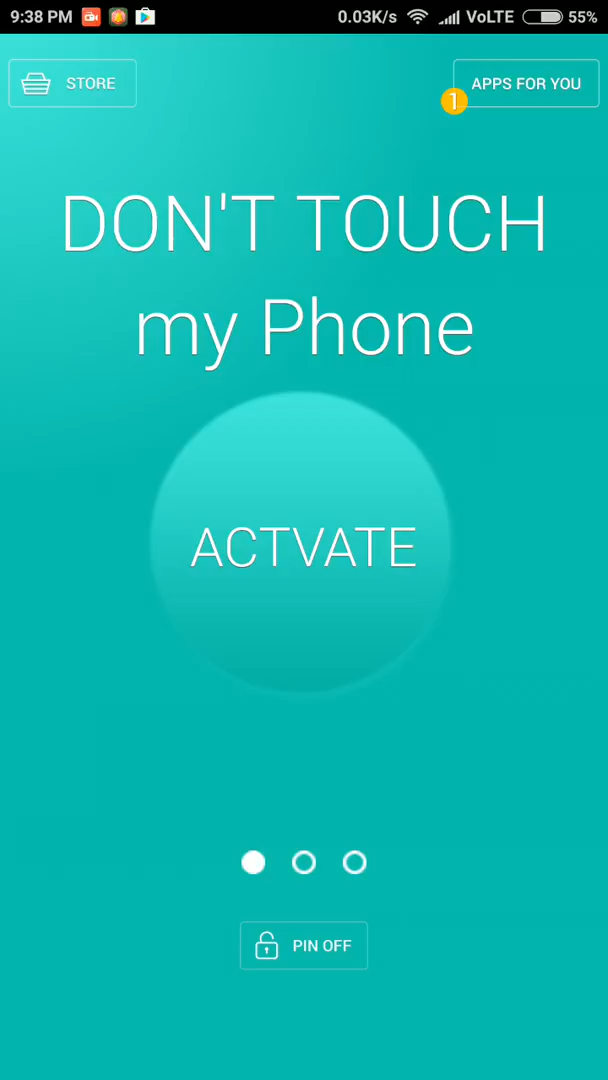 9:38 PM 0.03K/s VoLTE 55%
STORE
APPS FOR YOU
1
DON'T TOUCH
my Phone
ACTVATE
PIN OFF